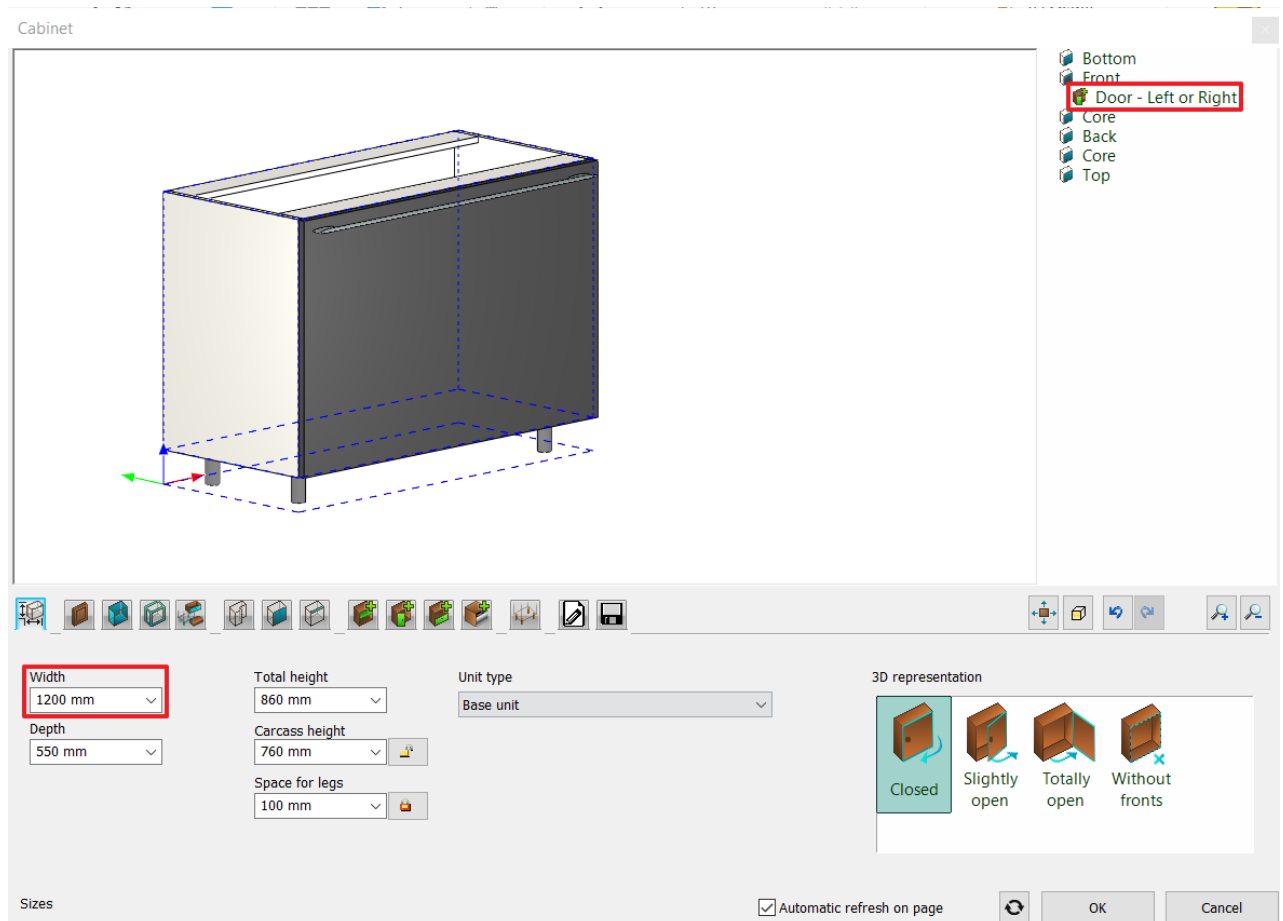 Cabinet
Bottom
Front
Door - Left or Right
Core
Back
Core
Top
Width
1200 mm
Depth
550 mm
Total height
860 mm
Carcass height
760 mm
Space for legs
100 mm
Unit type
Base unit
3D representation
Closed
Slightly
open
Totally
open
Without
fronts
Sizes
Automatic refresh on page
OK
Cancel